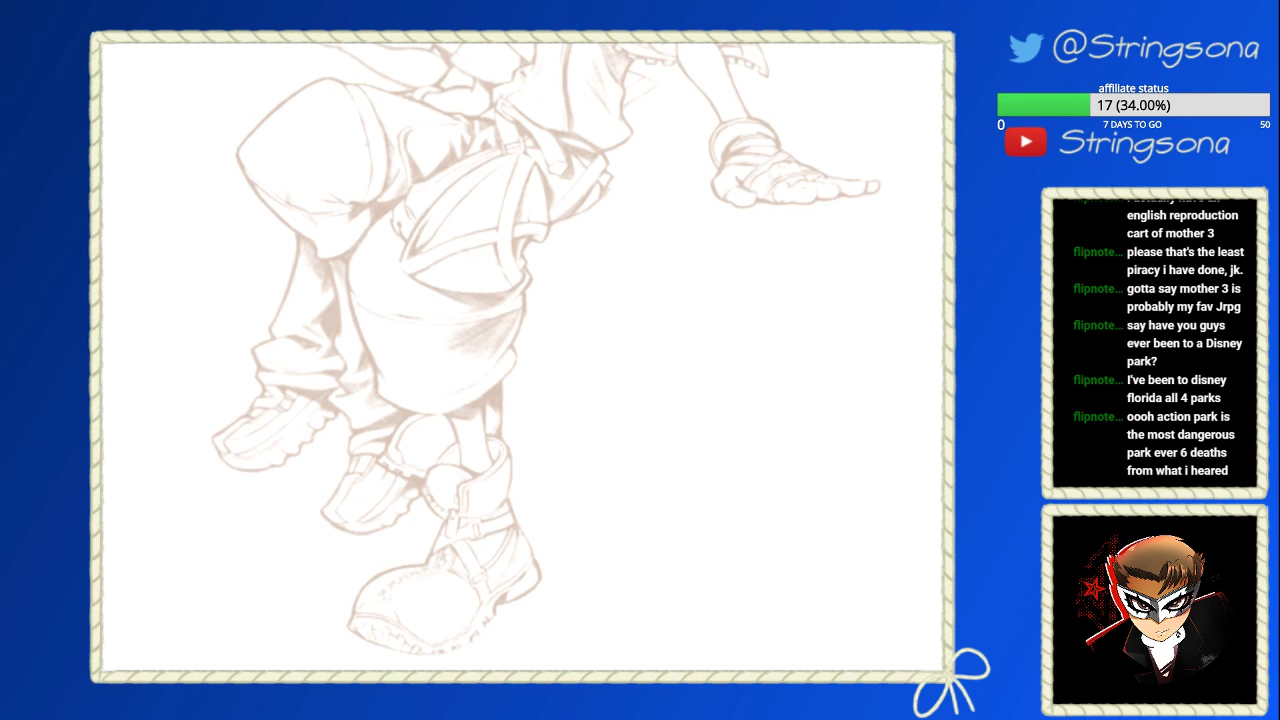 @Stringsona
affiliate status
17 (34.00%)
0
7 DAYS TO GO
50
Stringsona
english reproduction
cart of mother 3
flipnote... please that's the least
piracy i have done, jk.
flipnote... gotta say mother 3 is
probably my fav Jrpg
flipnote... say have you guys
ever been to a Disney
park?
flipnote... I've been to disney
florida all 4 parks
flipnote... oooh action park is
the most dangerous
park ever 6 deaths
from what i heared